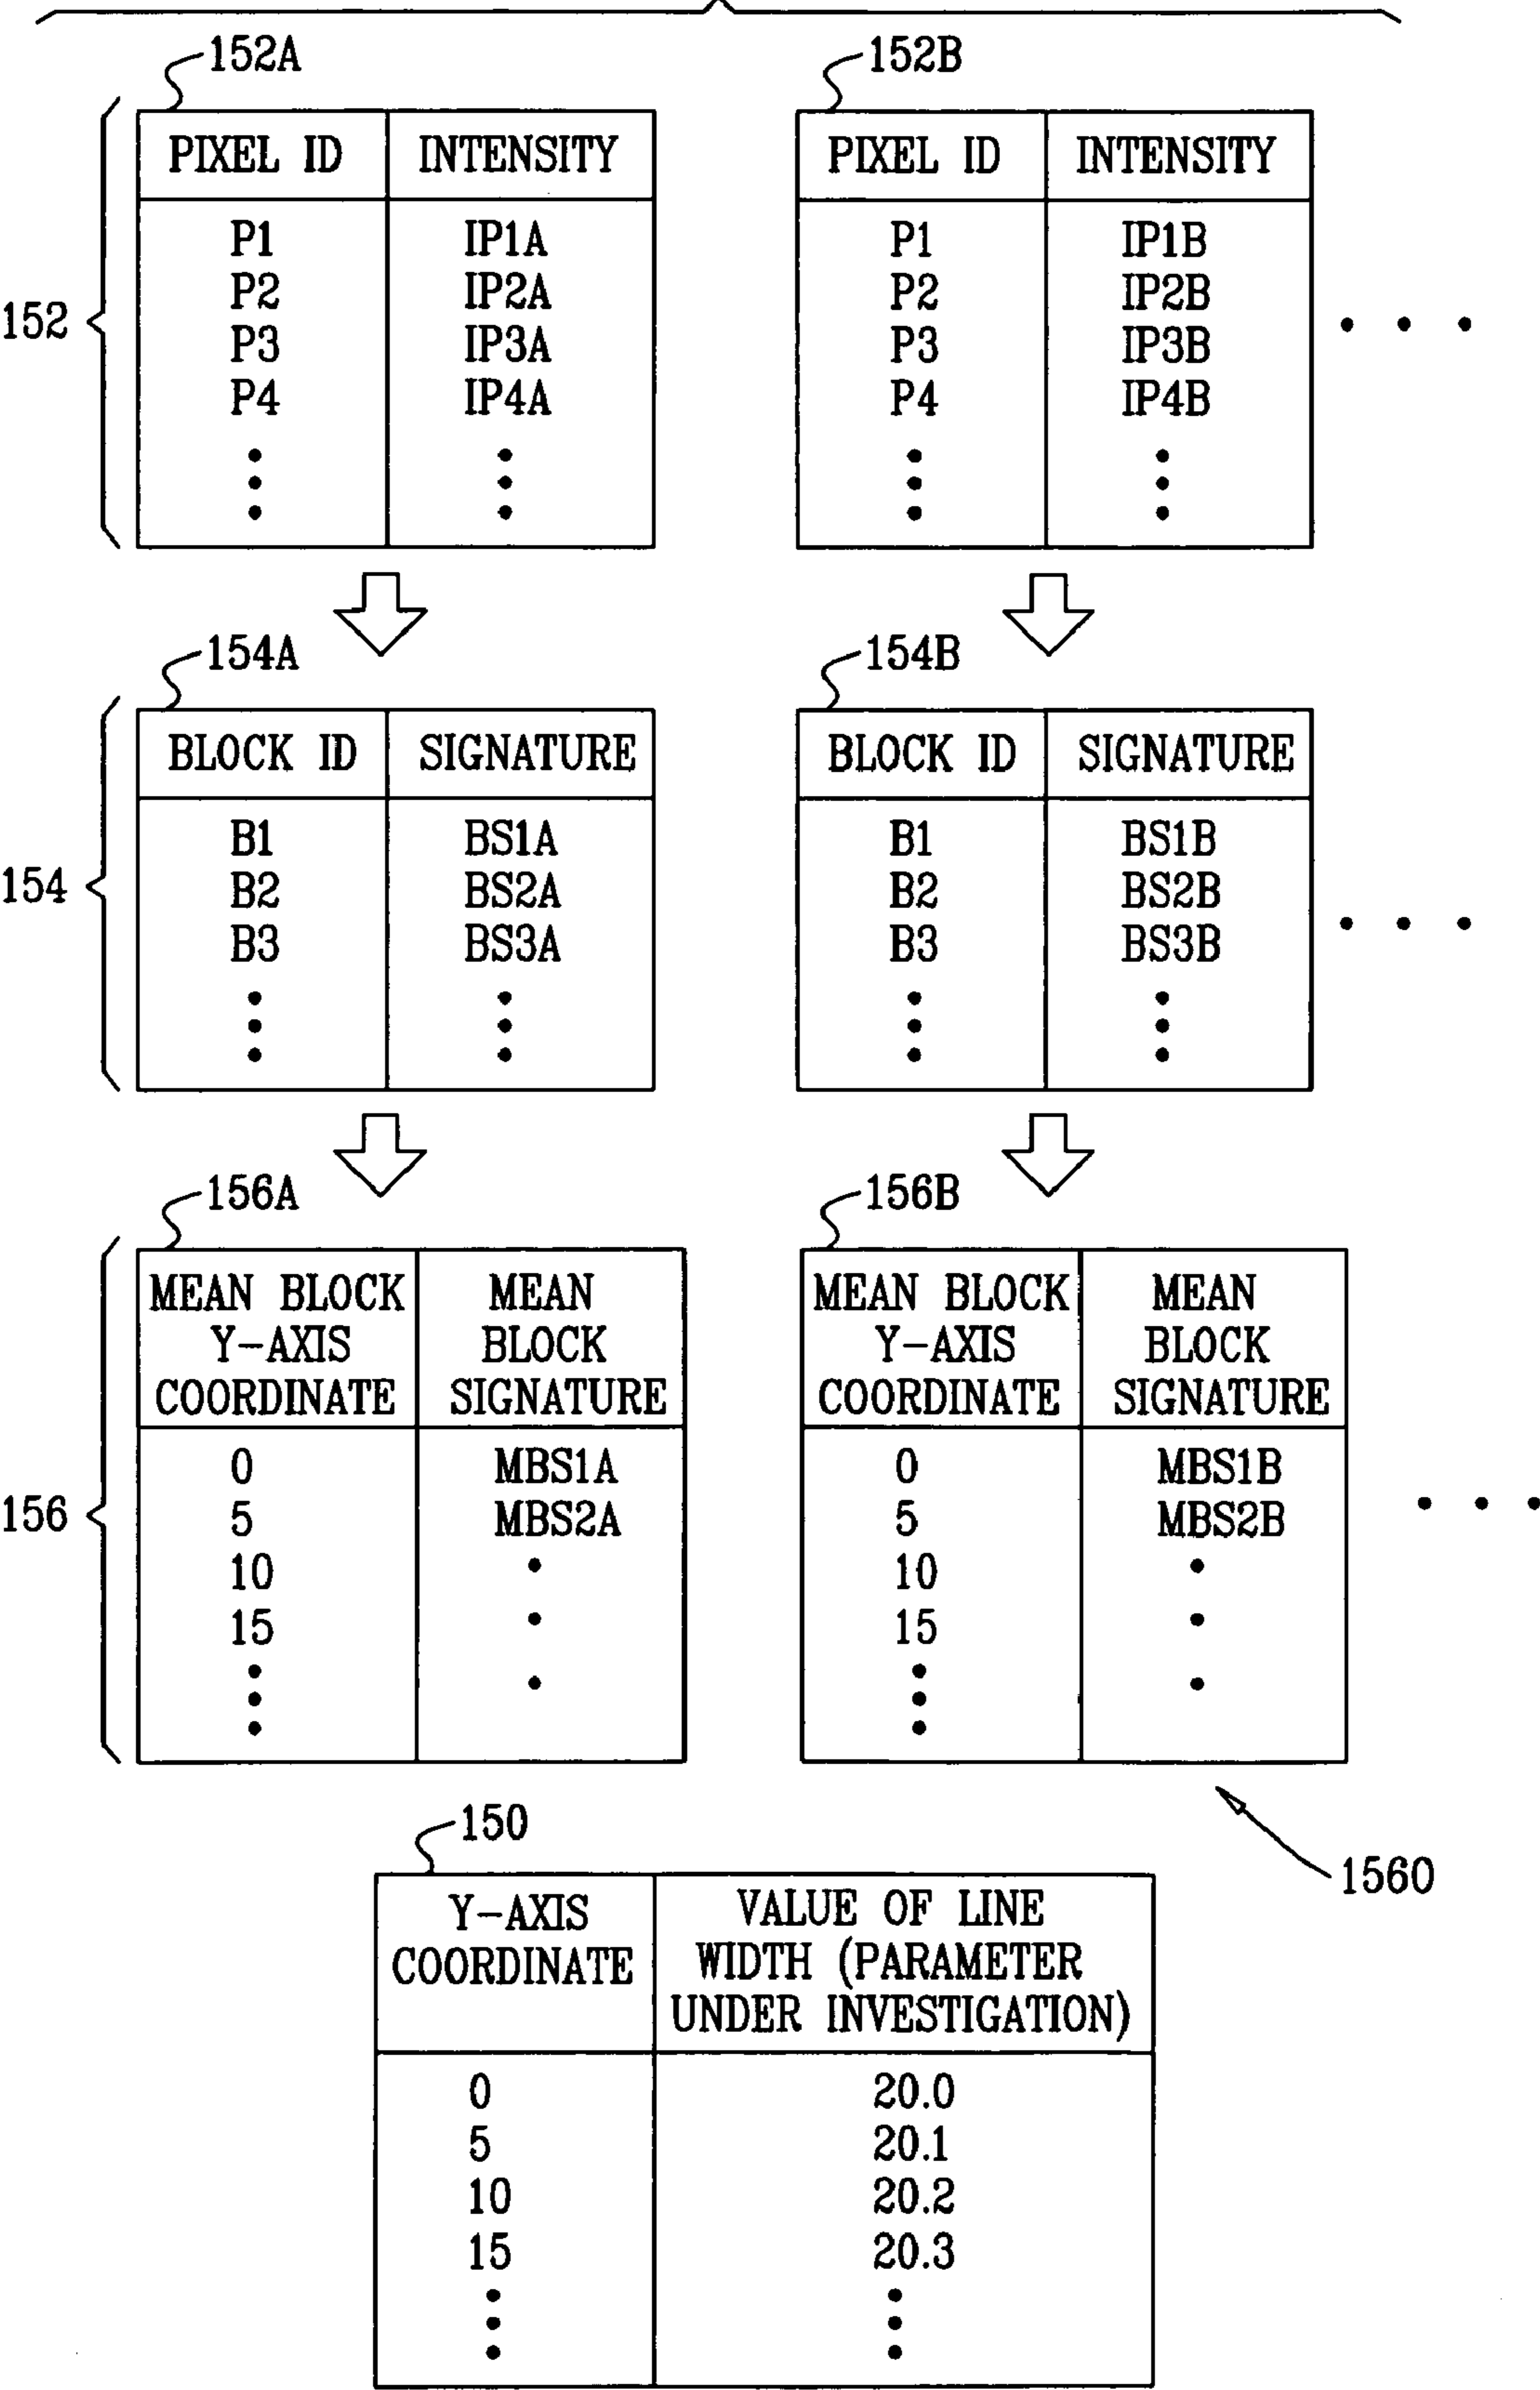 152A
152B
PIXEL ID INTENSITY
P1 IP1A
P2 IP2A
P3 IP3A
P4 IP4A
PIXEL ID INTENSITY
P1 IP1B
P2 IP2B
P3 IP3B
P4 IP4B
152
154A
154B
BLOCK ID SIGNATURE
B1 BS1A
B2 BS2A
B3 BS3A
BLOCK ID SIGNATURE
B1 BS1B
B2 BS2B
B3 BS3B
154
156A
156B
MEAN BLOCK MEAN
Y-AXIS BLOCK
COORDINATE SIGNATURE
0 MBS1A
5 MBS2A
10
15
MEAN BLOCK MEAN
Y-AXIS BLOCK
COORDINATE SIGNATURE
0 MBS1B
5 MBS2B
10
15
156
1560
150
Y-AXIS VALUE OF LINE
COORDINATE WIDTH (PARAMETER
UNDER INVESTIGATION)
0 20.0
5 20.1
10 20.2
15 20.3